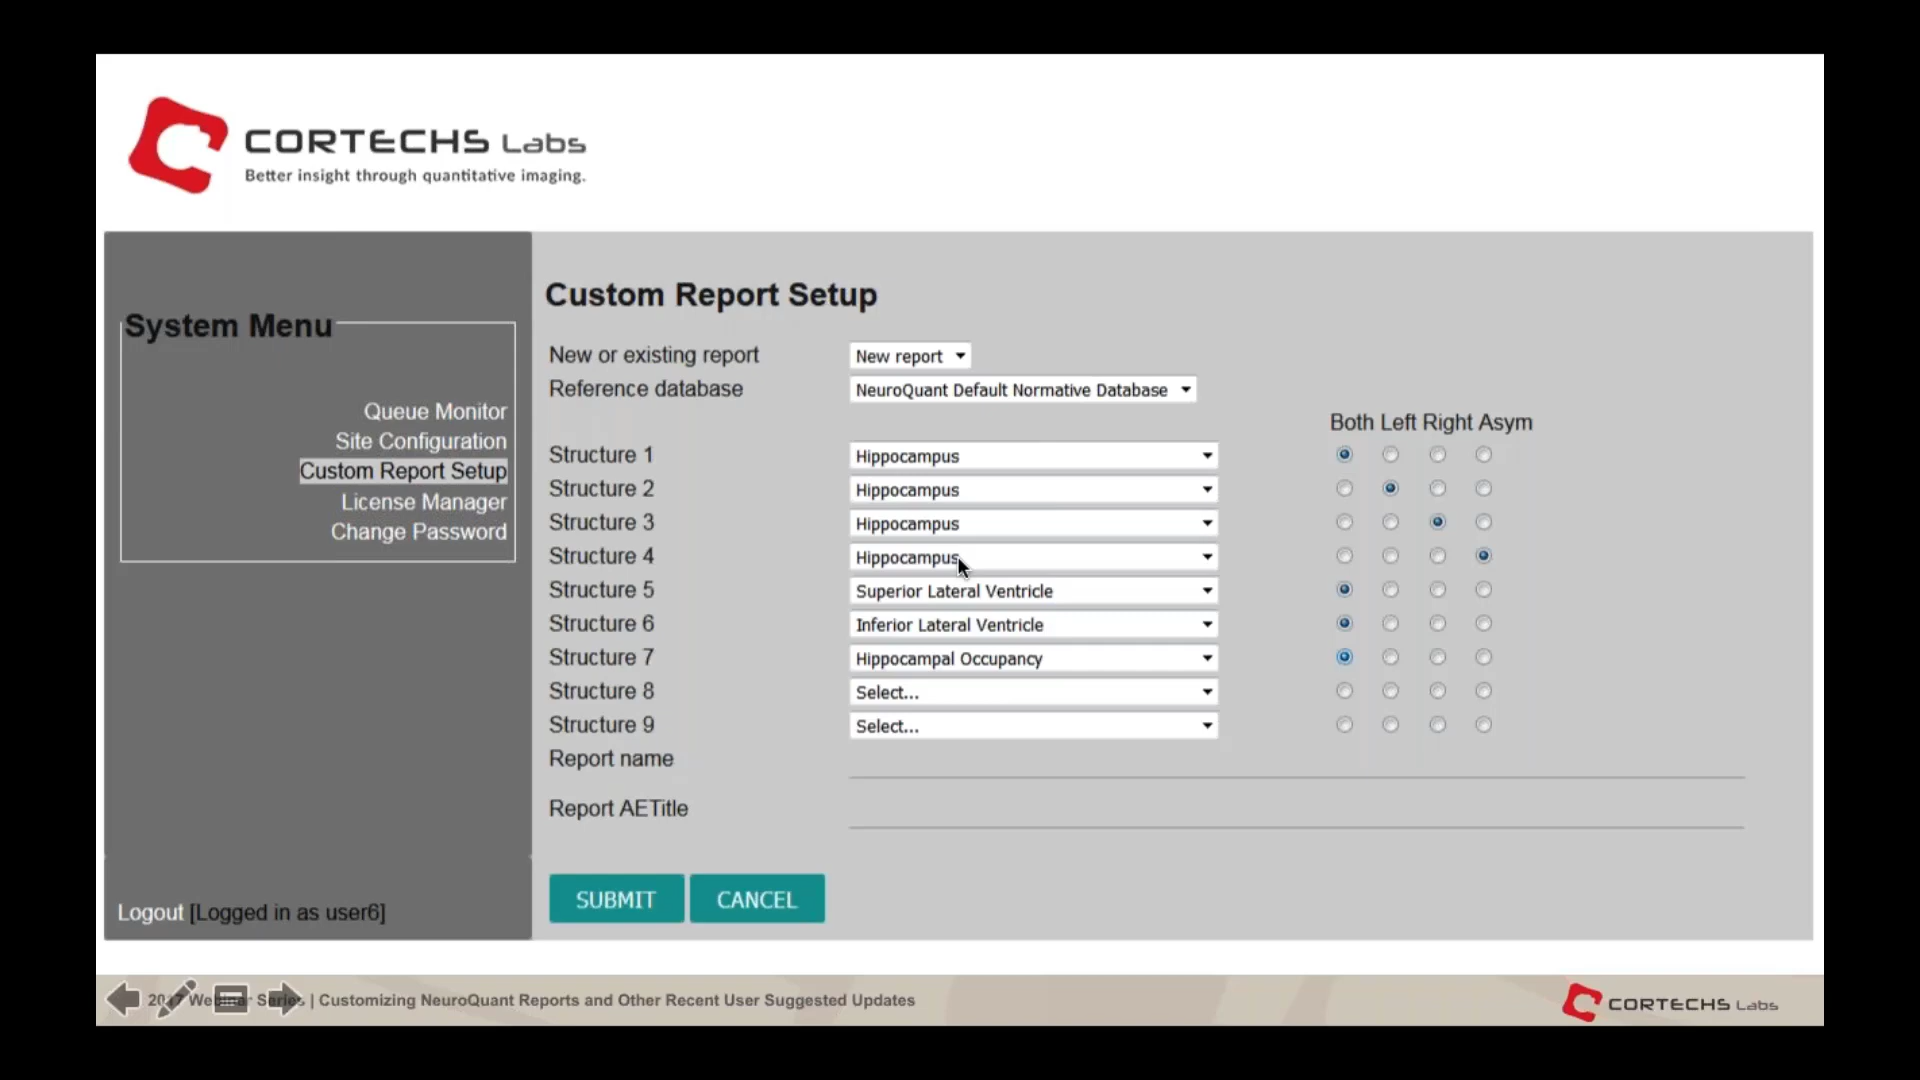 CORTECHS Labs
Better insight through quantitative imaging.
System Menu
Queue Monitor
Site Configuration
Custom Report Setup
License Manager
Change Password
Logout [Logged in as user6]
Custom Report Setup
New or existing report New report
Reference database NeuroQuant Default Normative Database
Both Left Right Asym
Structure 1 Hippocampus
Structure 2 Hippocampus
Structure 3 Hippocampus
Structure 4 Hippocampus
Structure 5 Superior Lateral Ventricle
Structure 6 Inferior Lateral Ventricle
Structure 7 Hippocampal Occupancy
Structure 8 Select...
Structure 9 Select...
Report name
Report AETitle
SUBMIT CANCEL
2017 Webinar Series | Customizing NeuroQuant Reports and Other Recent User Suggested Updates
CORTECHS Labs